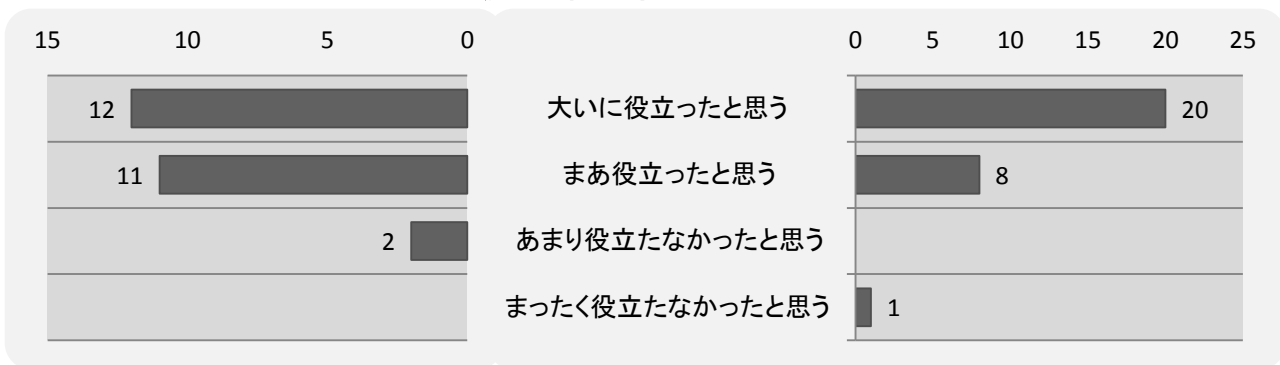 15 10 5 0 0 5 10 15 20 25
12 大いに役立ったと思う 20
11 まあ役立ったと思う 8
2 あまり役立たなかったと思う
まったく役立たなかったと思う 1